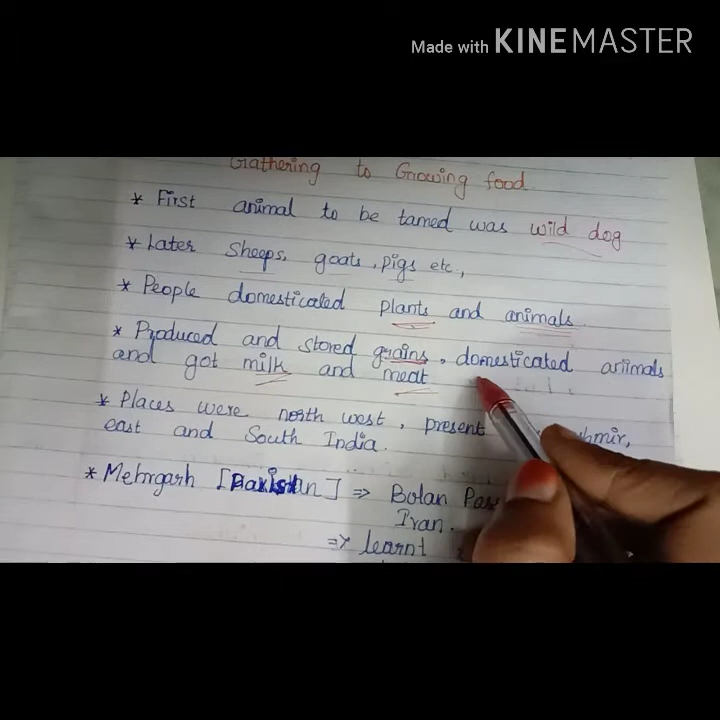 Made with KINEMASTER
Gathering to Growing food
* First animal to be tamed was wild dog
* Later Sheeps, goats, pigs etc.,
* People domesticated plants and animals.
* Produced and stored grains, domesticated animals
and got milk and meat
* Places were north west, present
east and South India.
* Mehrgarh [Pakistan] => Bolan Pass
Iran.
=> learnt